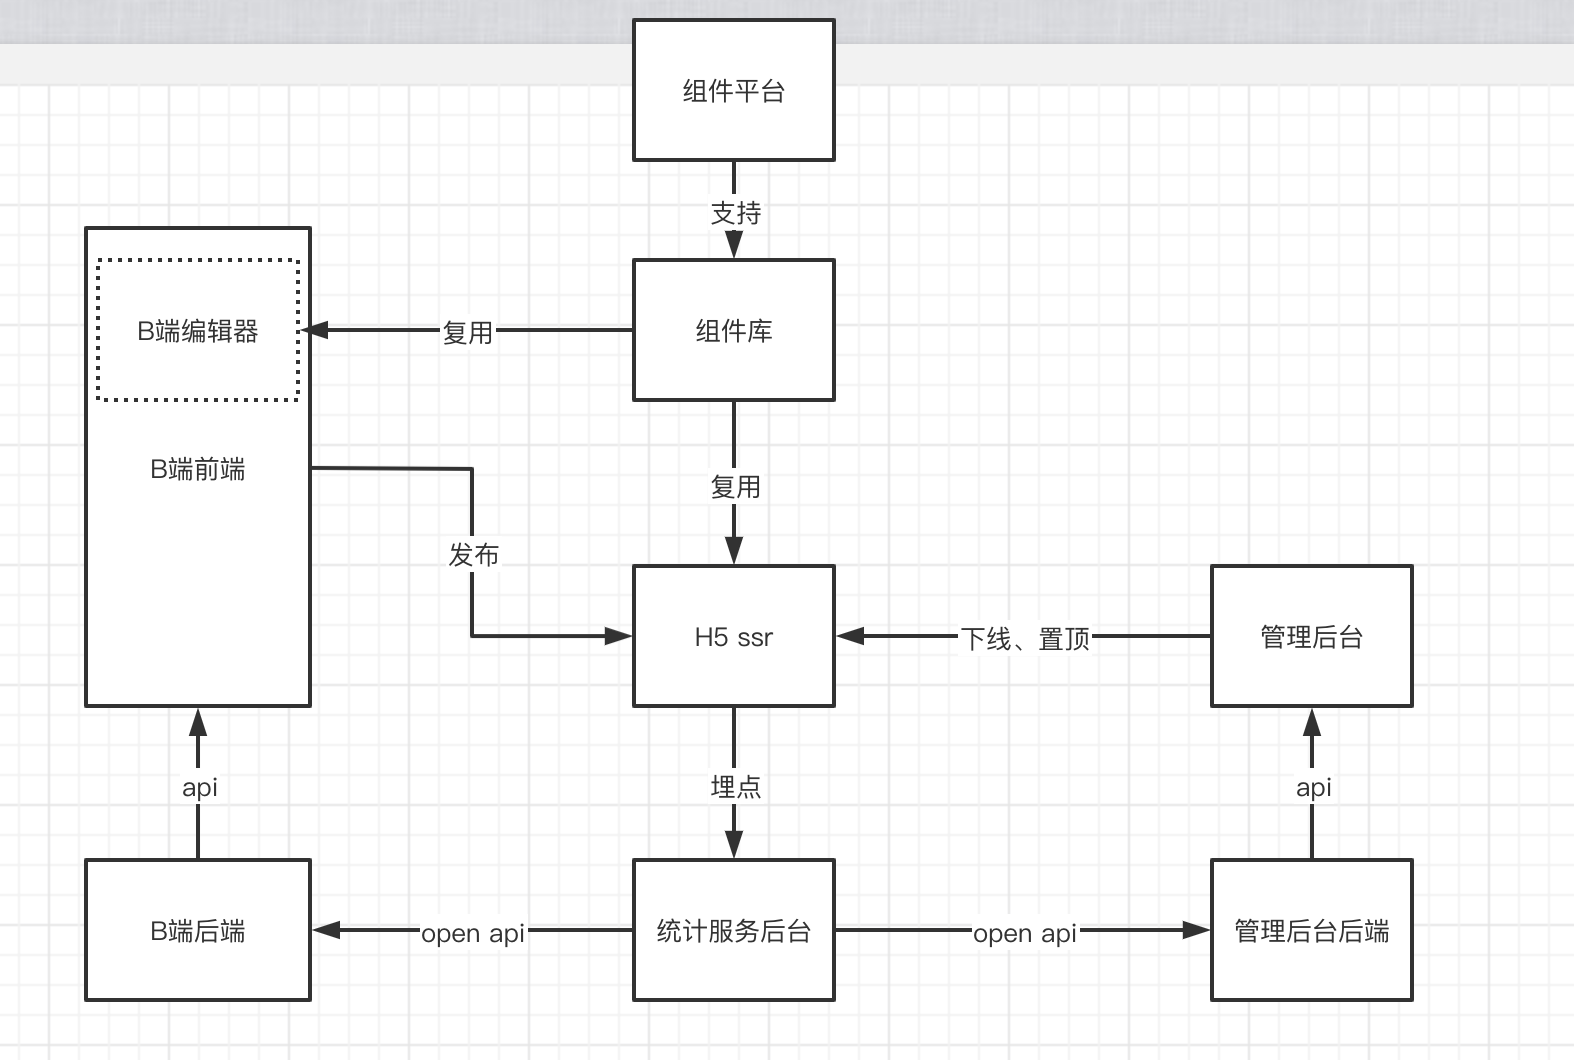 组件平台
支持
B端编辑器
复用
组件库
B端前端
复用
发布
H5 ssr
下线、置顶
管理后台
api
埋点
api
B端后端
open api
统计服务后台
open api
管理后台后端